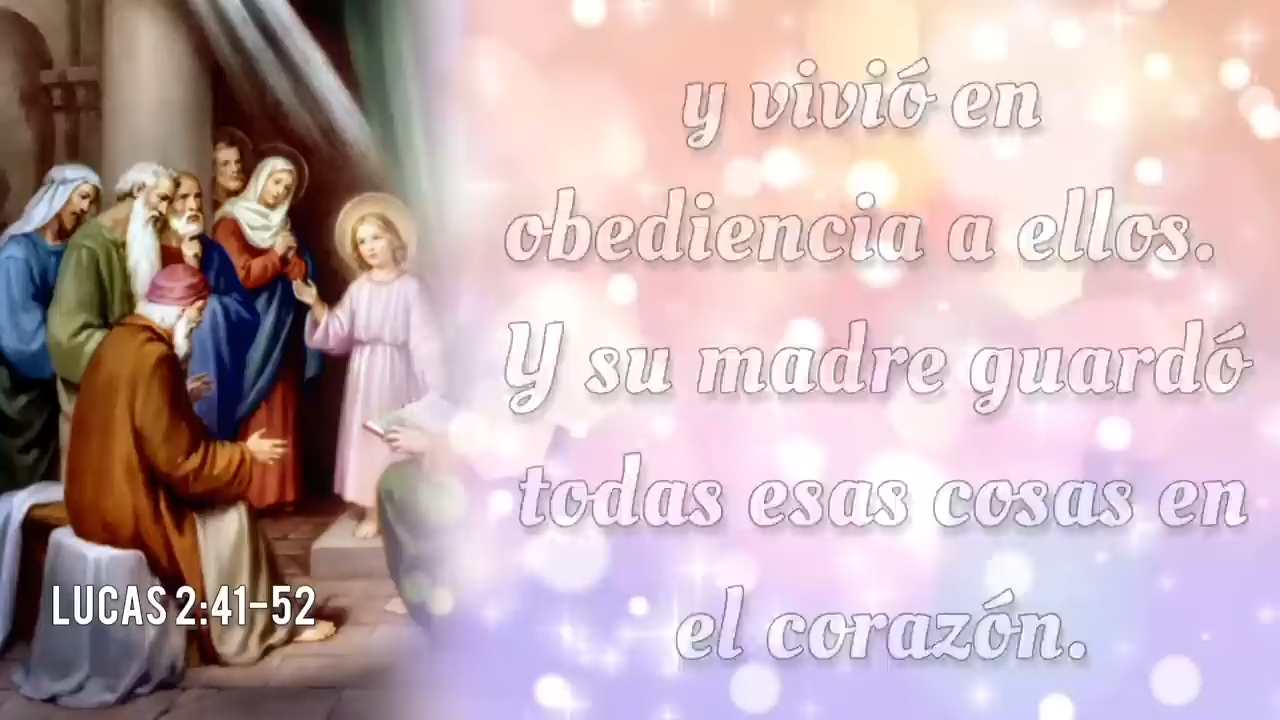 y vivió en
obediencia a ellos.
Y su madre guardó
todas esas cosas en
el corazón.
LUCAS 2:41-52